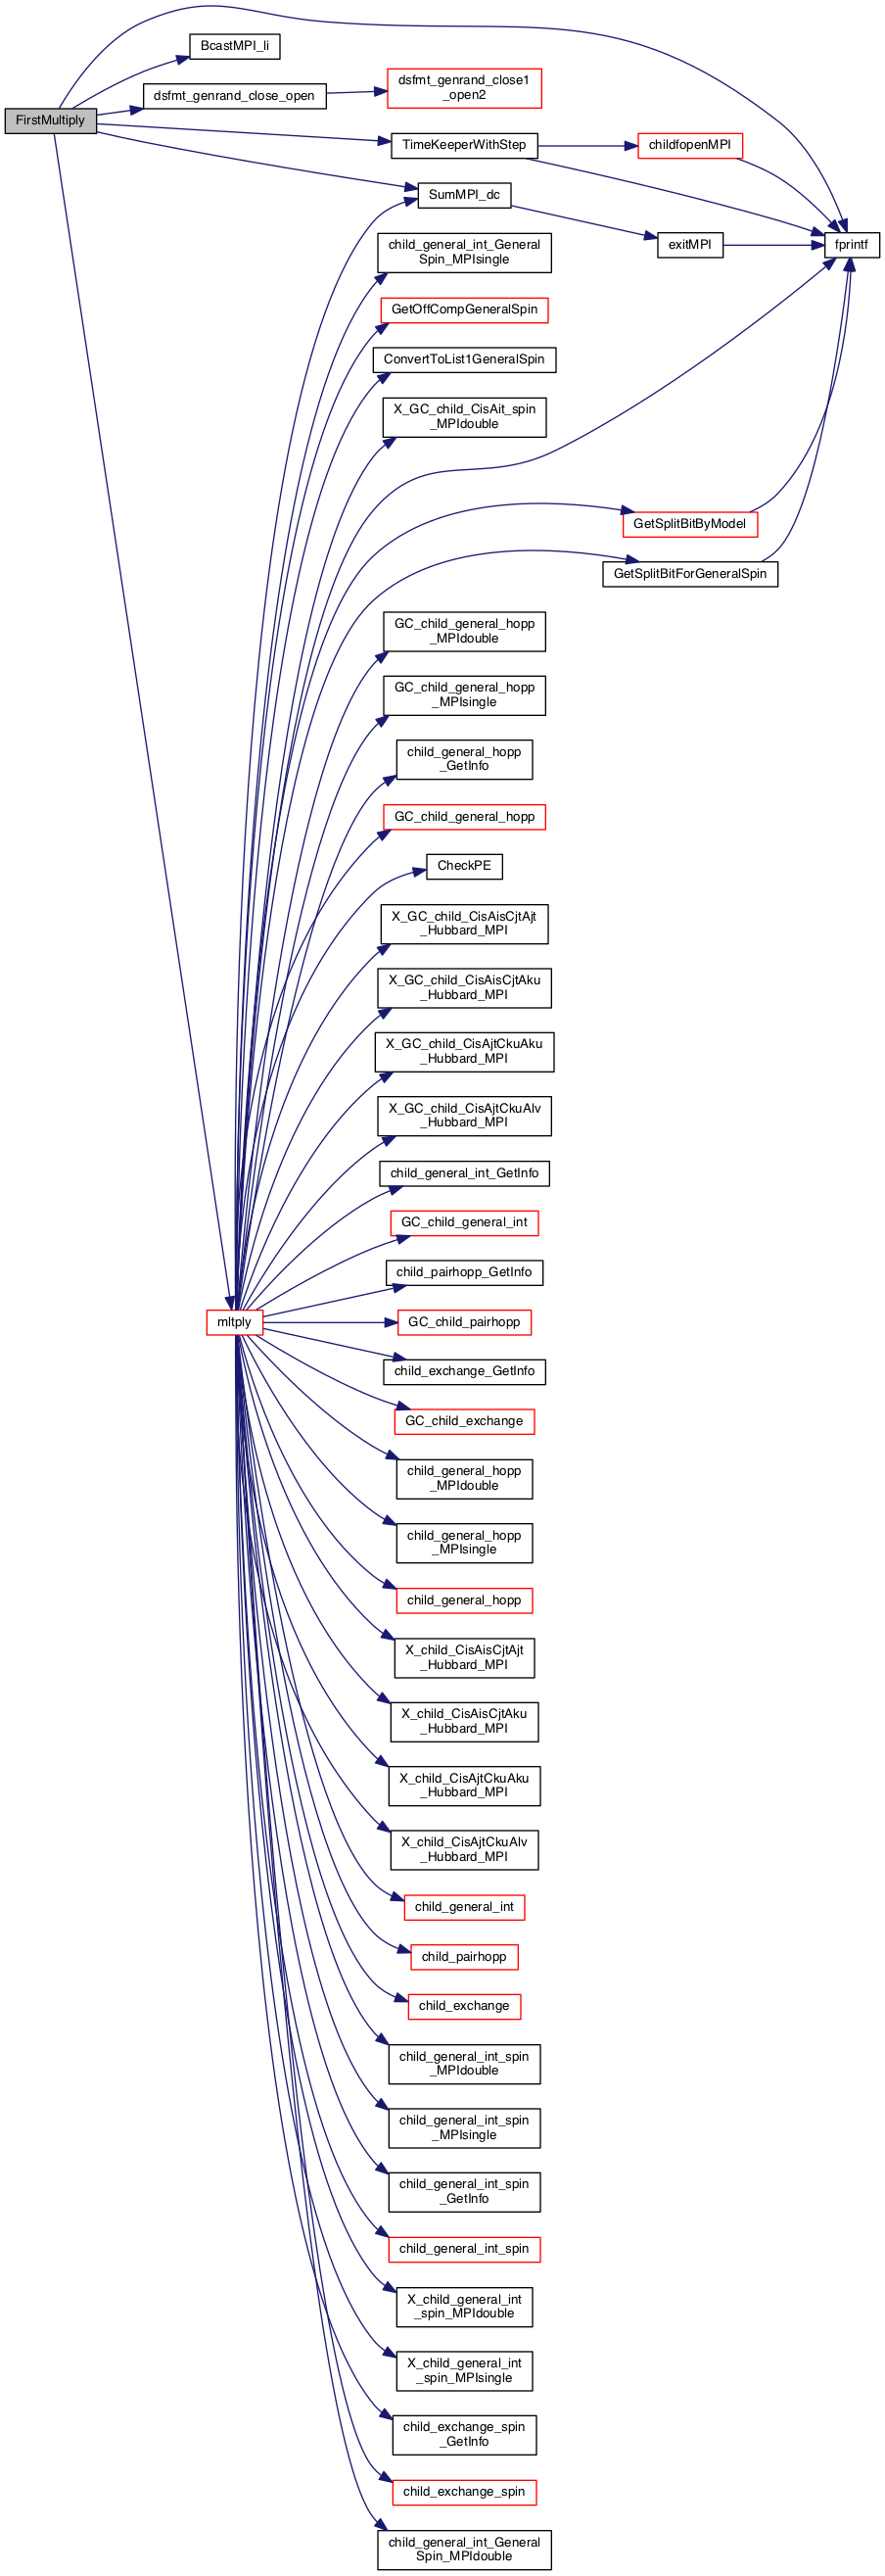 BcastMPI_li
dsfmt_genrand_close1
_open2
dsfmt_genrand_close_open
FirstMultiply
TimeKeeperWithStep
childfopenMPI
SumMPI_dc
exitMPI
fprintf
child_general_int_General
Spin_MPIsingle
GetOffCompGeneralSpin
ConvertToList1GeneralSpin
X_GC_child_CisAit_spin
_MPIdouble
GetSplitBitByModel
GetSplitBitForGeneralSpin
GC_child_general_hopp
_MPIdouble
GC_child_general_hopp
_MPIsingle
child_general_hopp
_GetInfo
GC_child_general_hopp
CheckPE
X_GC_child_CisAisCjtAjt
_Hubbard_MPI
X_GC_child_CisAisCjtAku
_Hubbard_MPI
X_GC_child_CisAjtCkuAku
_Hubbard_MPI
X_GC_child_CisAjtCkuAlv
_Hubbard_MPI
child_general_int_GetInfo
GC_child_general_int
child_pairhopp_GetInfo
mltply
GC_child_pairhopp
child_exchange_GetInfo
GC_child_exchange
child_general_hopp
_MPIdouble
child_general_hopp
_MPIsingle
child_general_hopp
X_child_CisAisCjtAjt
_Hubbard_MPI
X_child_CisAisCjtAku
_Hubbard_MPI
X_child_CisAjtCkuAku
_Hubbard_MPI
X_child_CisAjtCkuAlv
_Hubbard_MPI
child_general_int
child_pairhopp
child_exchange
child_general_int_spin
_MPIdouble
child_general_int_spin
_MPIsingle
child_general_int_spin
_GetInfo
child_general_int_spin
X_child_general_int
_spin_MPIdouble
X_child_general_int
_spin_MPIsingle
child_exchange_spin
_GetInfo
child_exchange_spin
child_general_int_General
Spin_MPIdouble